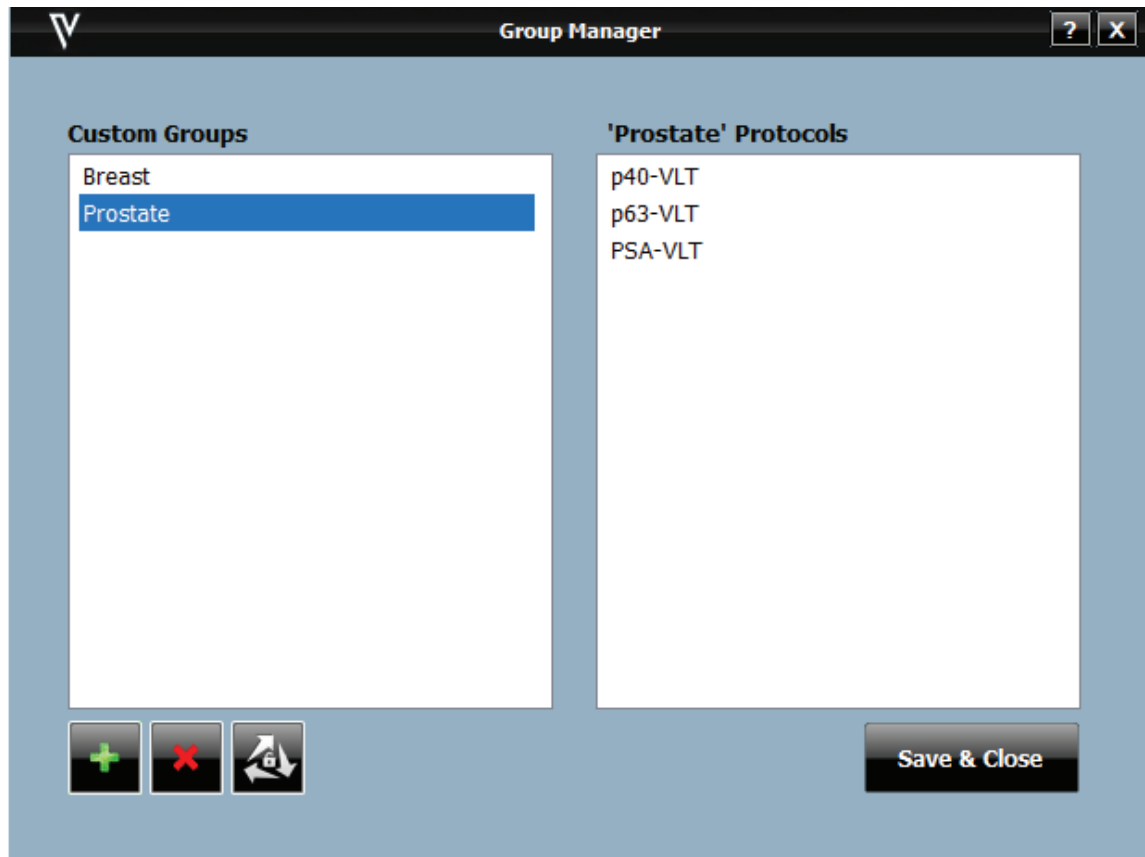 Group Manager
? X
Custom Groups
Breast
Prostate
'Prostate' Protocols
p40-VLT
p63-VLT
PSA-VLT
Save & Close